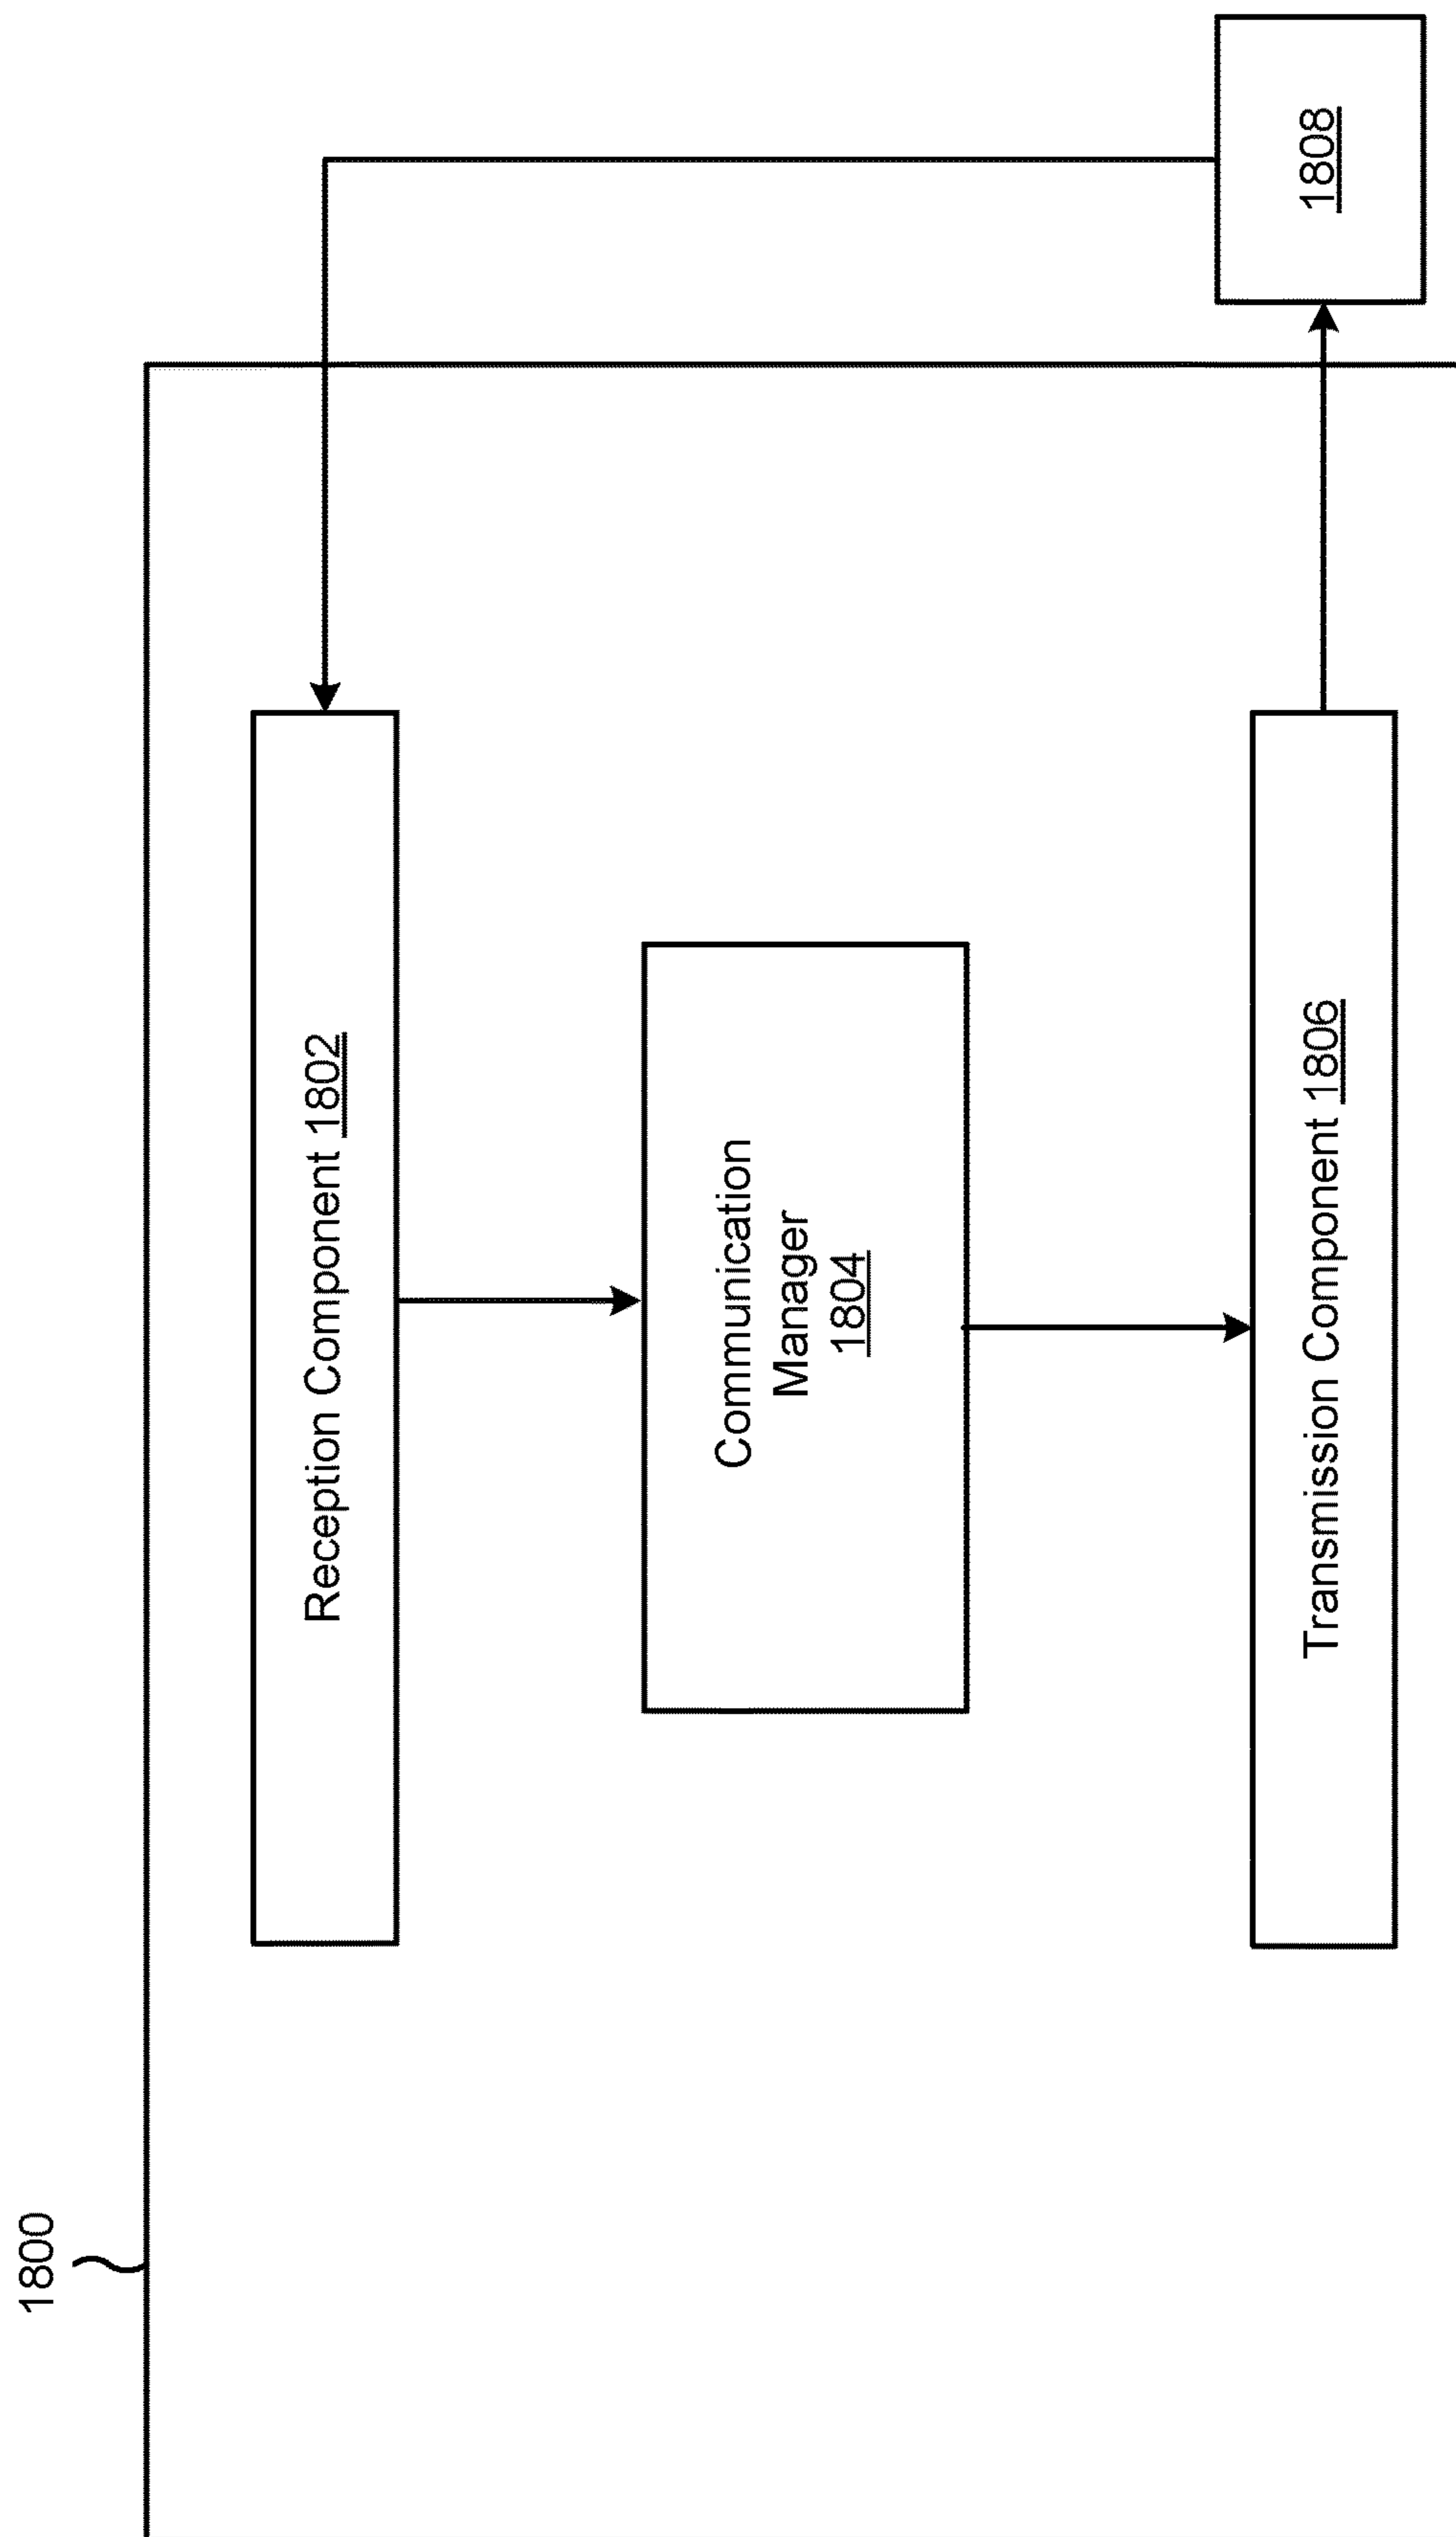 1800
Reception Component 1802
Communication
Manager
1804
Transmission Component 1806
1808